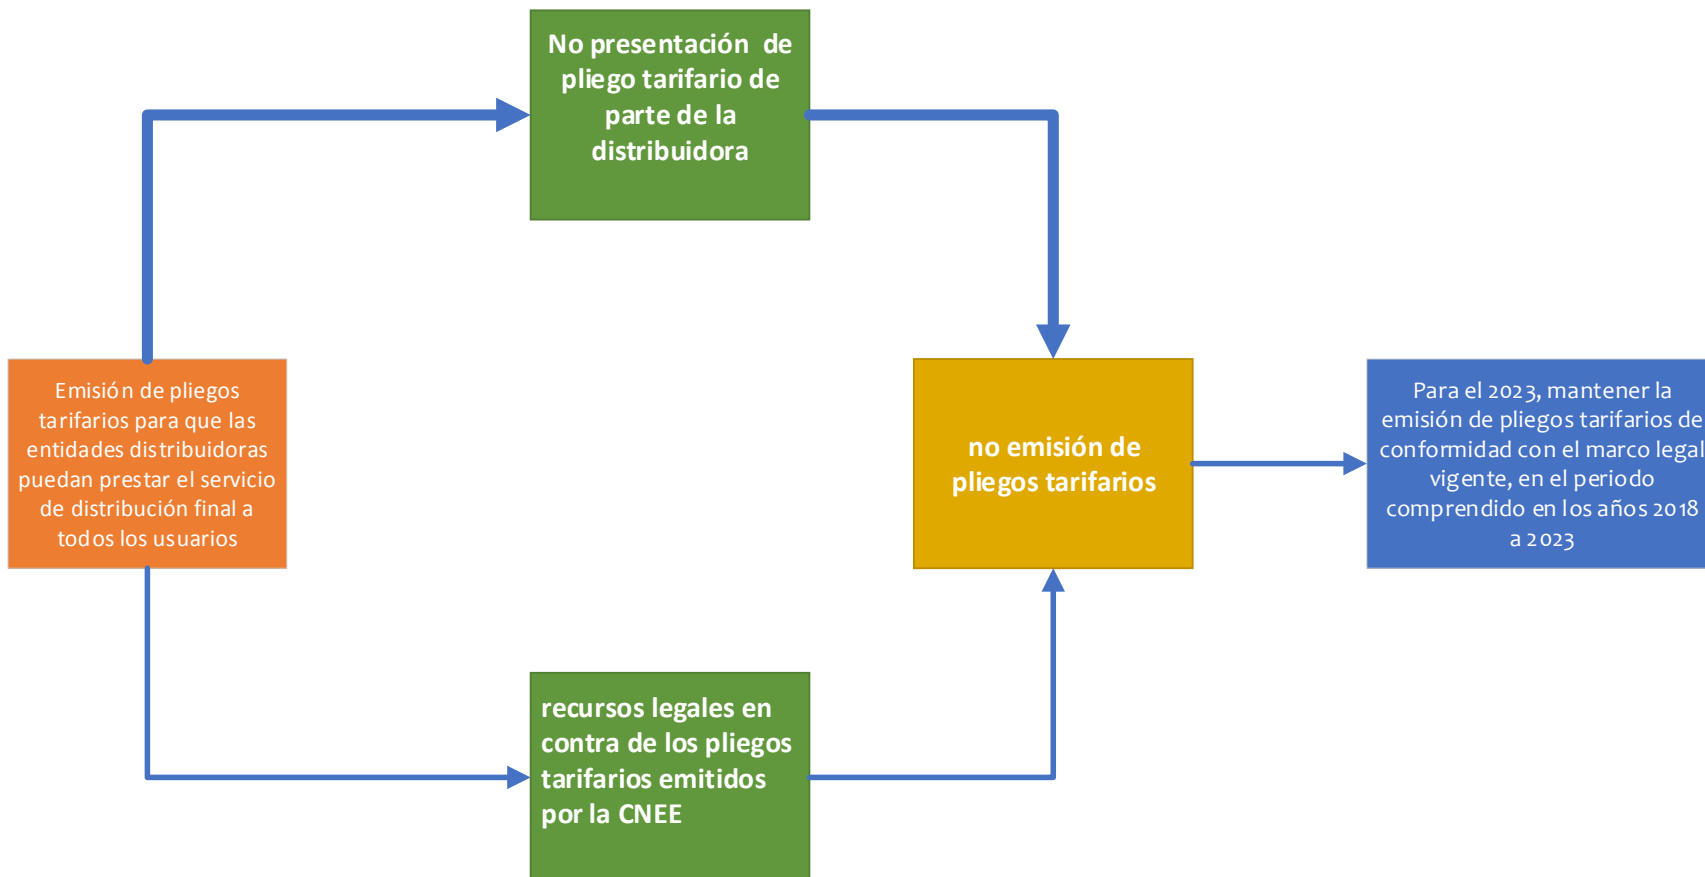 No presentación de
pliego tarifario de
parte de la
distribuidora
Emisión de pliegos
tarifarios para que las
entidades distribuidoras
puedan prestar el servicio
de distribución final a
todos los usuarios
no emisión de
pliegos tarifarios
Para el 2023, mantener la
emisión de pliegos tarifarios de
conformidad con el marco legal
vigente, en el periodo
comprendido en los años 2018
a 2023
recursos legales en
contra de los pliegos
tarifarios emitidos
por la CNEE